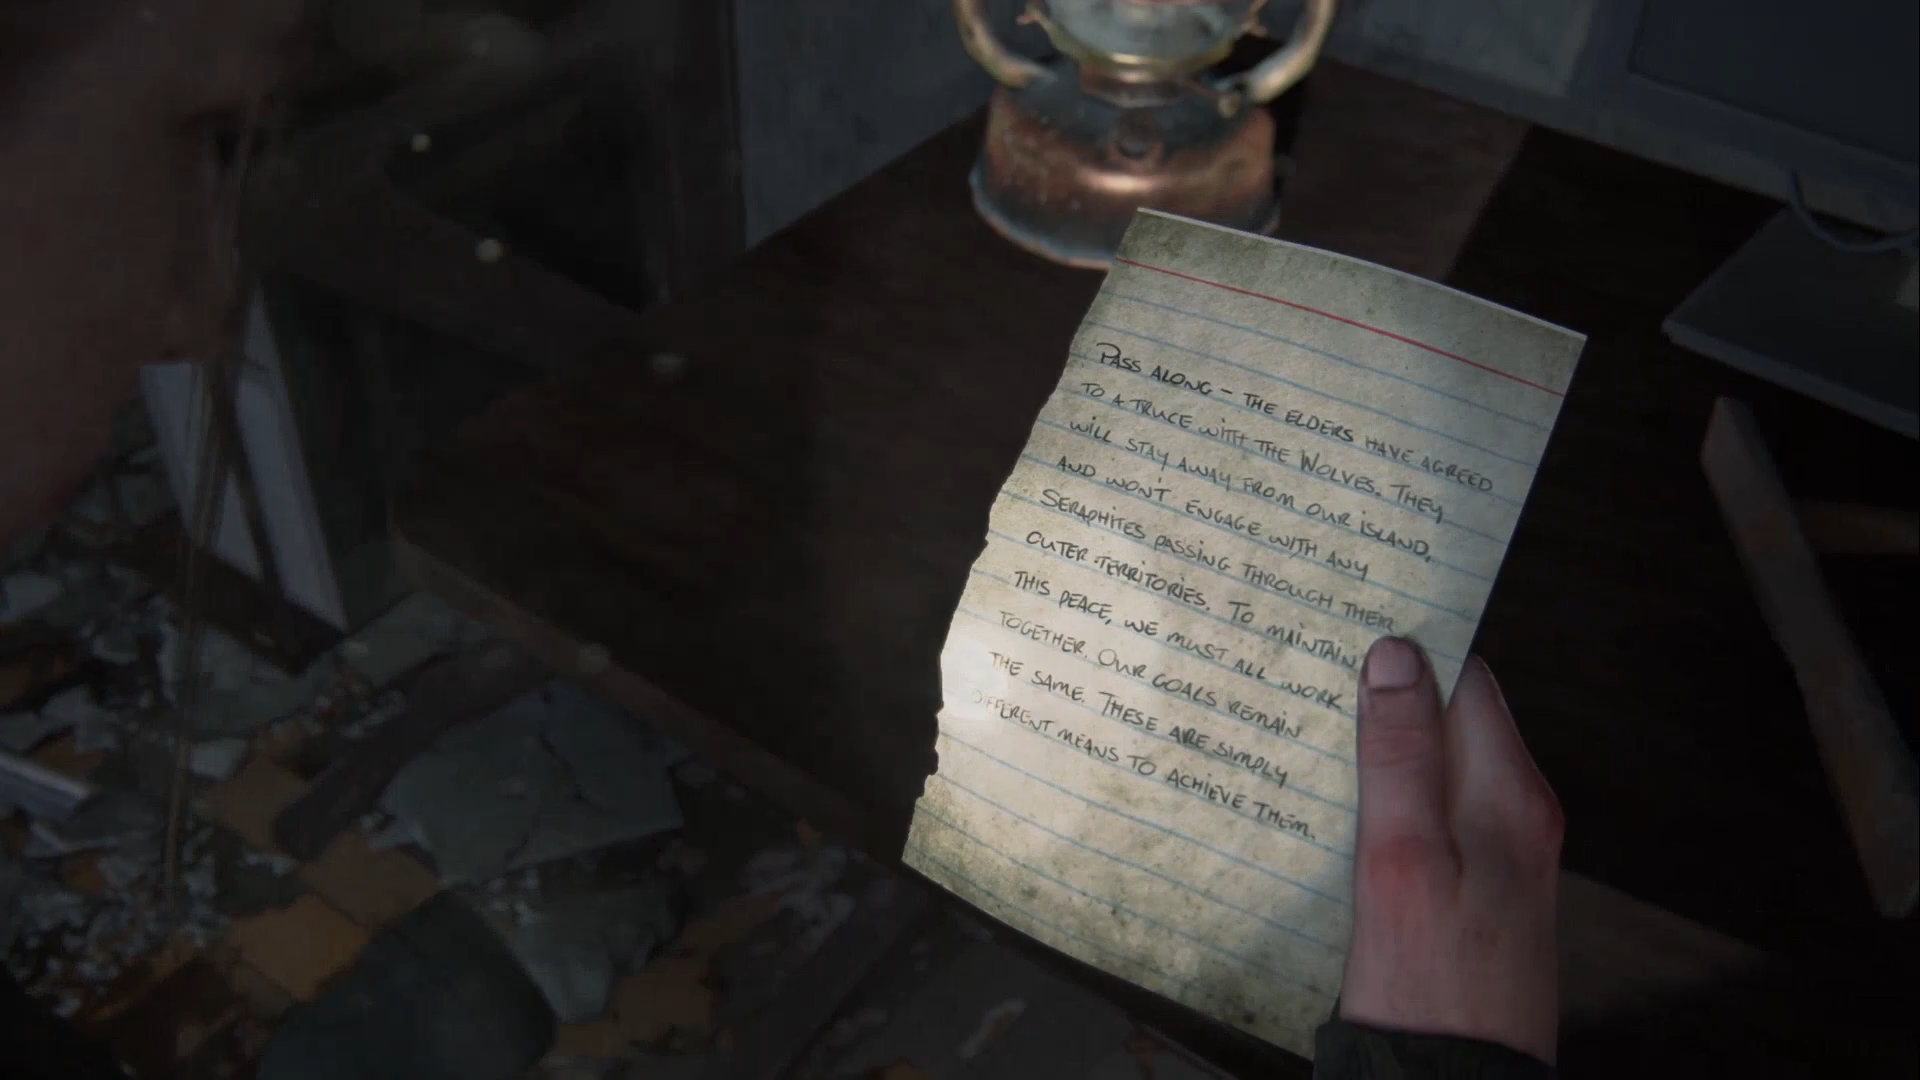 PASS ALONG - THE ELDERS HAVE AGREED
TO A TRUCE WITH THE WOLVES. THEY
WILL STAY AWAY FROM OUR ISLAND,
AND WON'T ENGAGE WITH ANY
SERAPHITES PASSING THROUGH THEIR
OUTER TERRITORIES. TO MAINTAIN
THIS PEACE, WE MUST ALL WORK
TOGETHER. OUR GOALS REMAIN
THE SAME. THESE ARE SIMPLY
DIFFERENT MEANS TO ACHIEVE THEM.